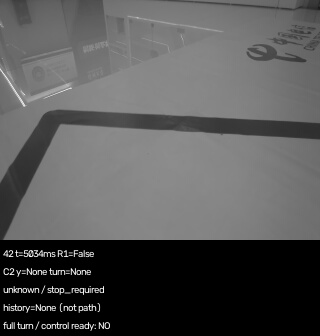 42 t=5034ms R1=False
C2 y=None turn=None
unknown / stop_required
history=None (not path)
full turn / control ready: NO